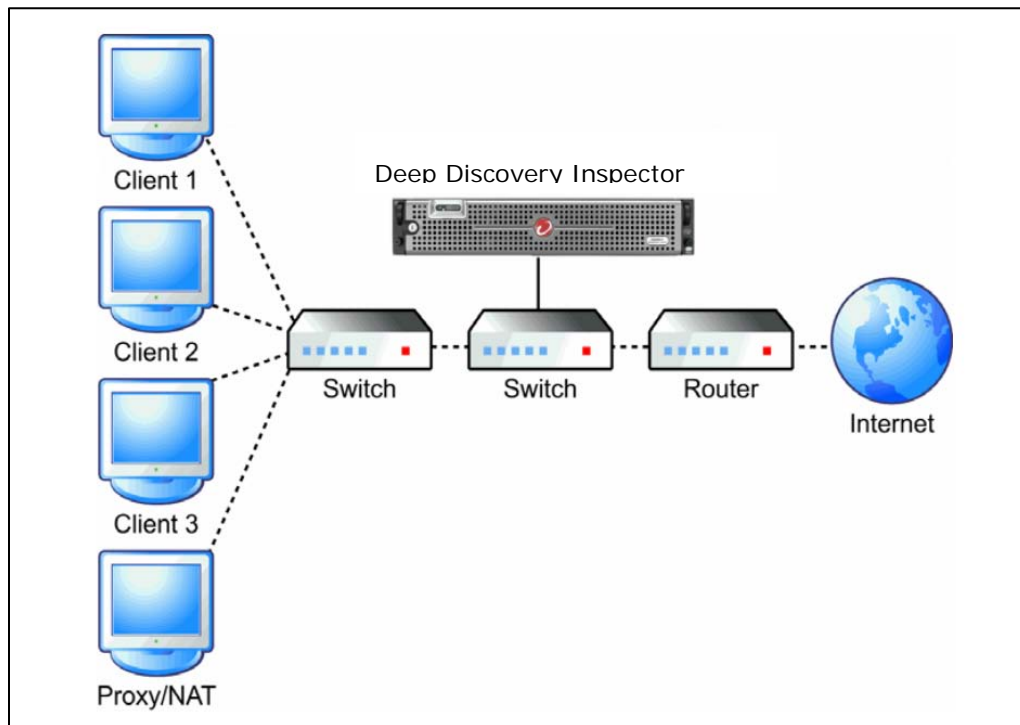 Client 1
Deep Discovery Inspector
Client 2
Switch
Switch
Router
Internet
Client 3
Proxy/NAT